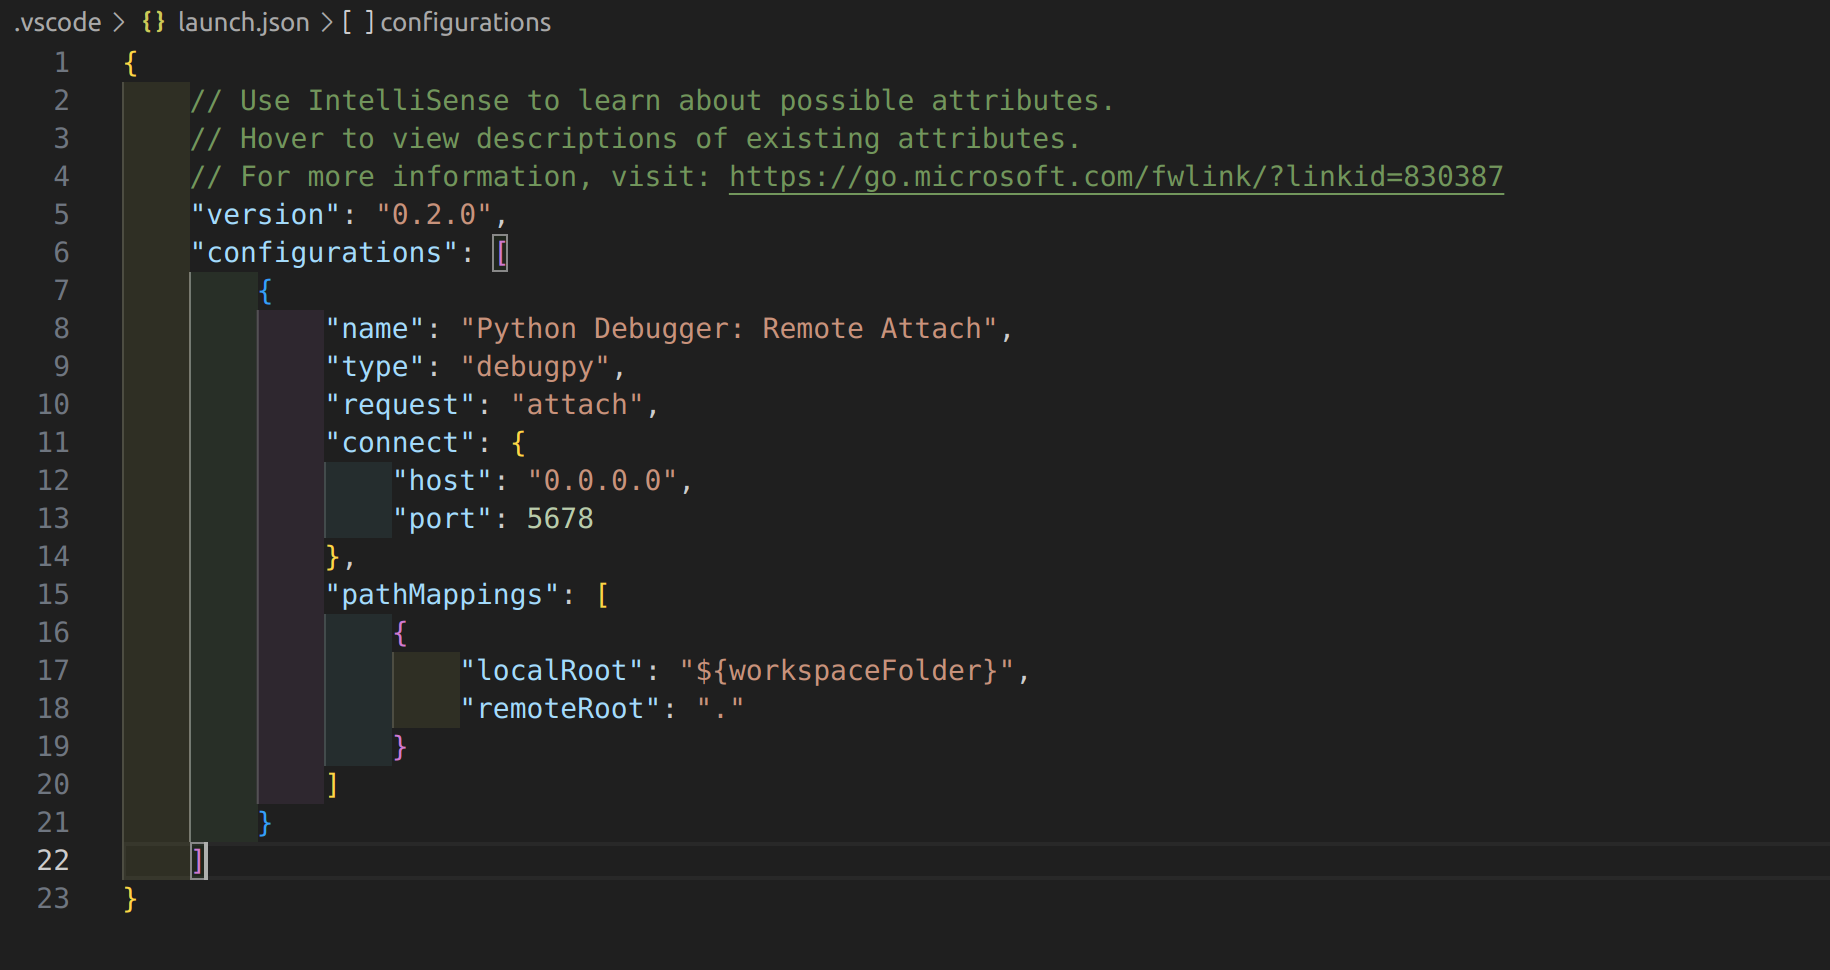 .vscode > {} launch.json > [ ] configurations
1 {
2 // Use IntelliSense to learn about possible attributes.
3 // Hover to view descriptions of existing attributes.
4 // For more information, visit: https://go.microsoft.com/fwlink/?linkid=830387
5 "version": "0.2.0",
6 "configurations": [
7 {
8 "name": "Python Debugger: Remote Attach",
9 "type": "debugpy",
10 "request": "attach",
11 "connect": {
12 "host": "0.0.0.0",
13 "port": 5678
14 },
15 "pathMappings": [
16 {
17 "localRoot": "${workspaceFolder}",
18 "remoteRoot": "."
19 }
20 ]
21 }
22 ]
23 }